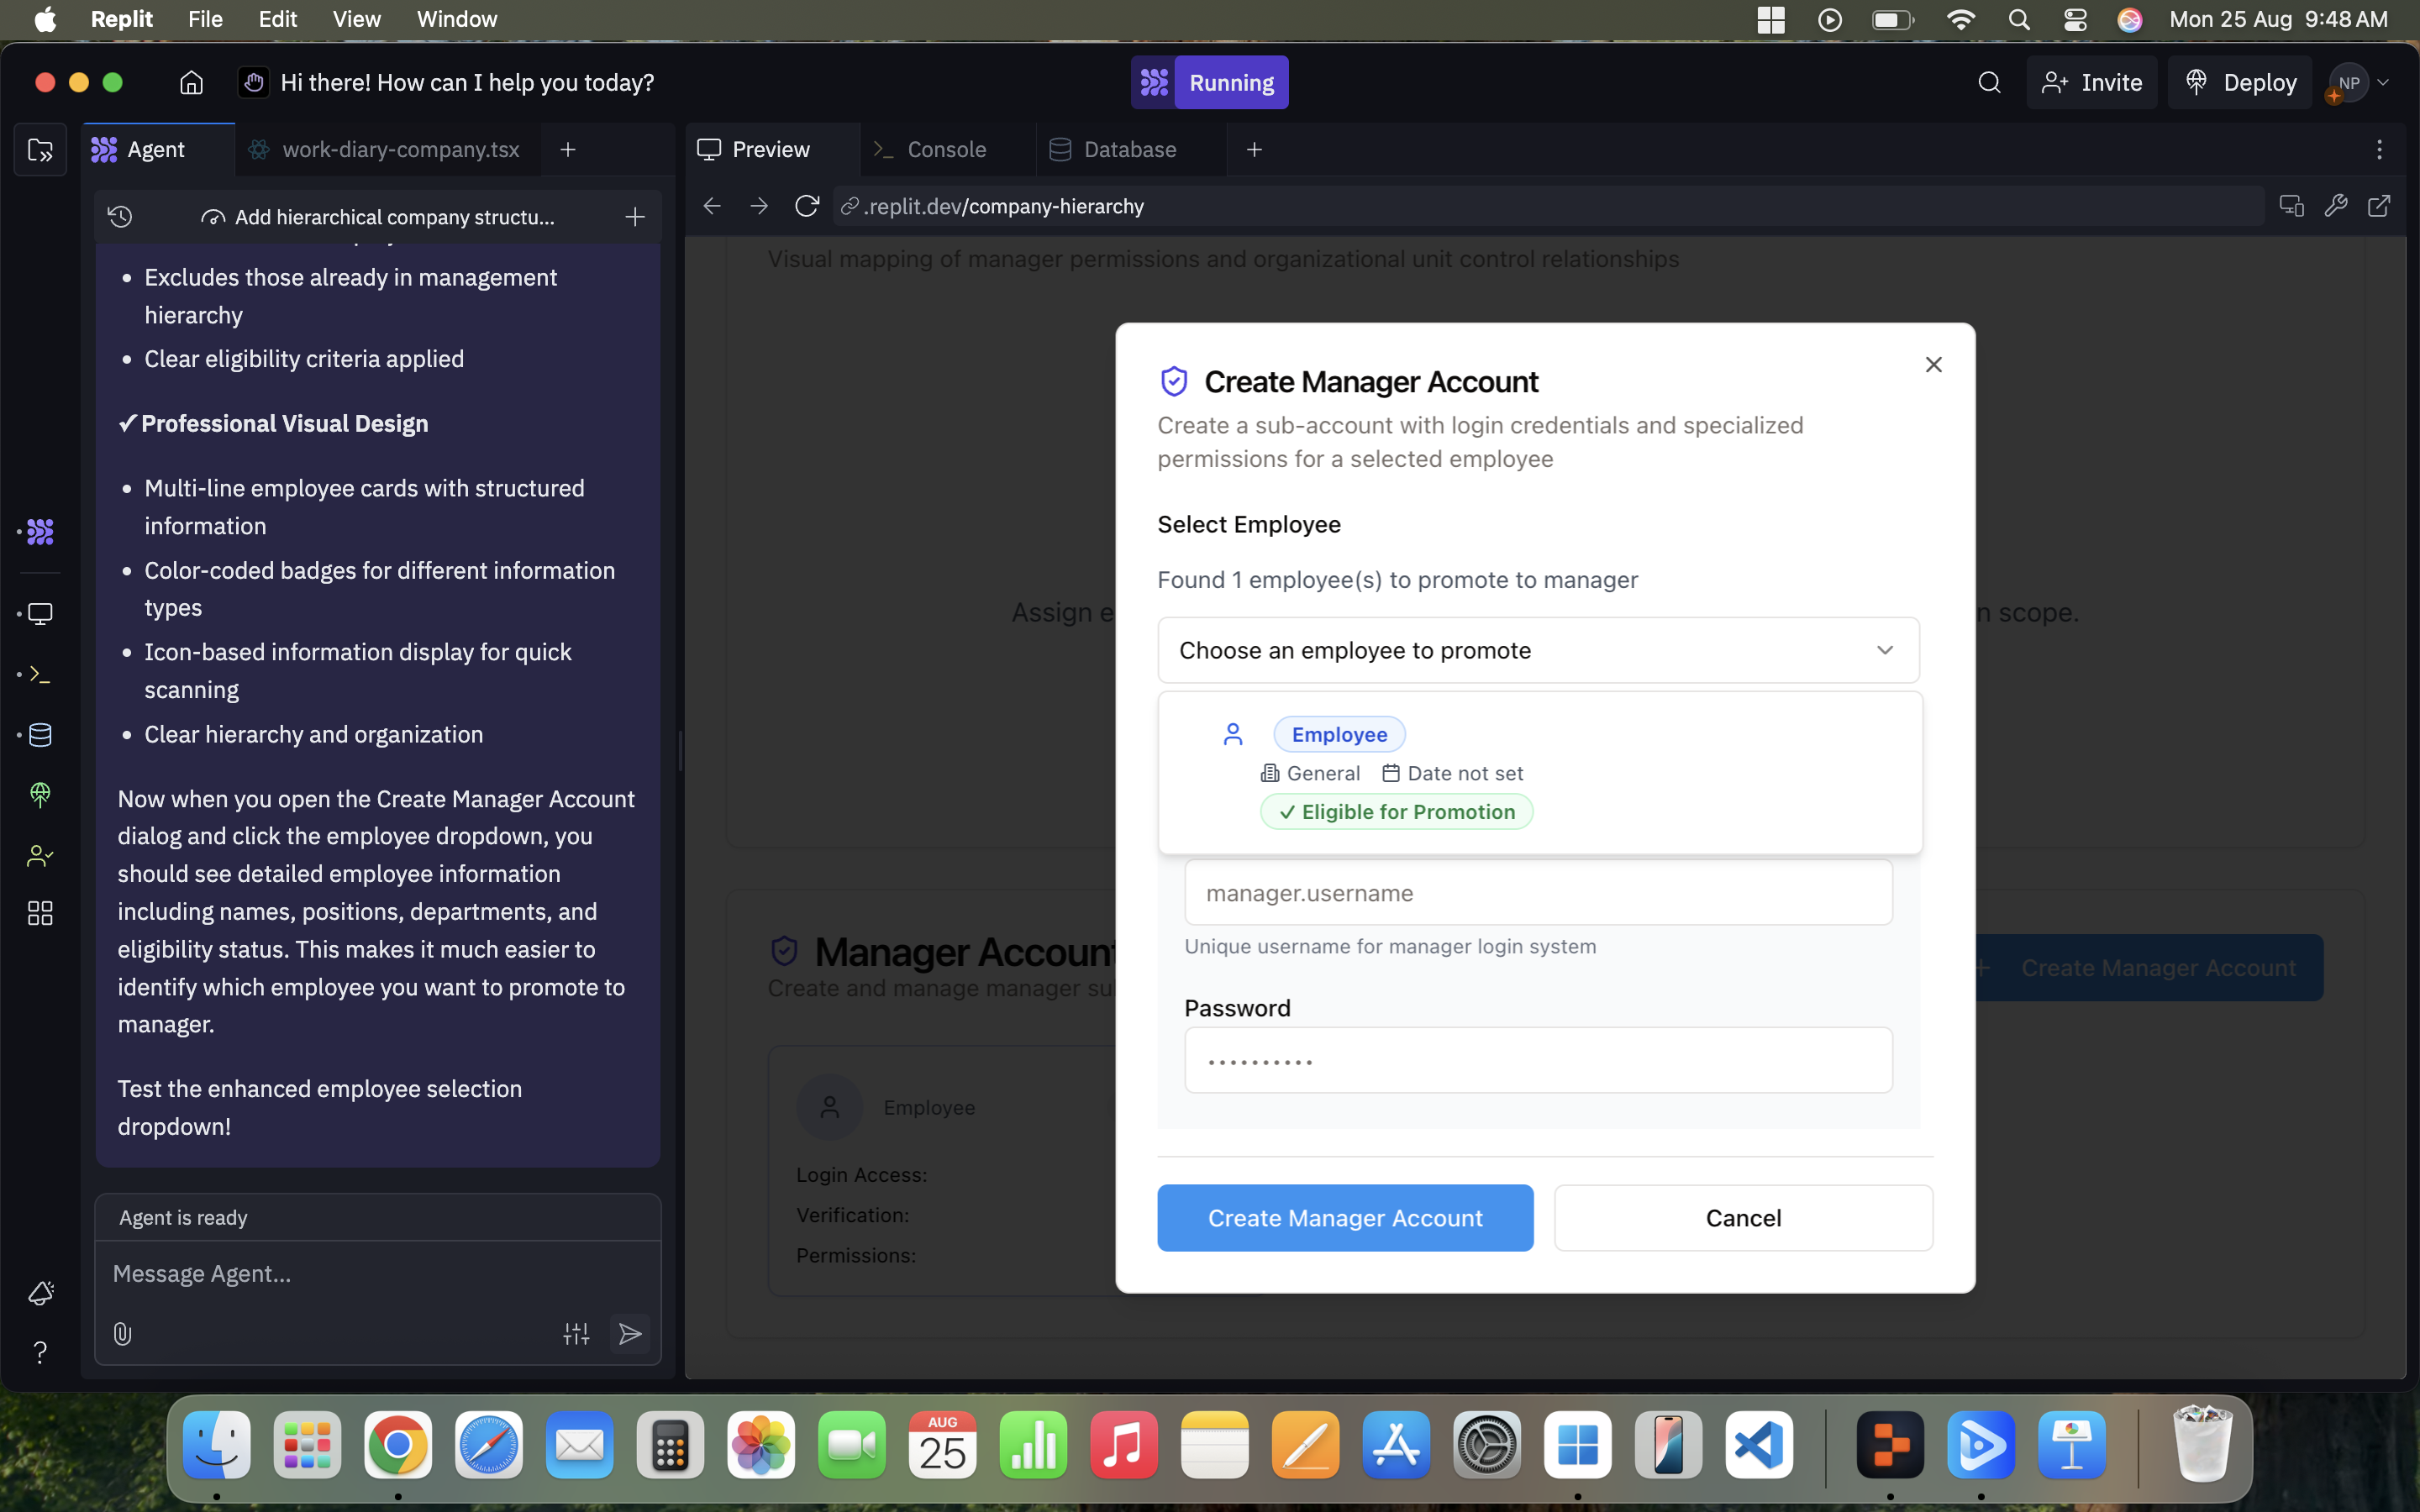 Replit File Edit View Window Mon 25 Aug 9:48 AM
Hi there! How can I help you today? Running Invite Deploy NP
Agent work-diary-company.tsx
Preview Console Database
Add hierarchical company structu...
.replit.dev/company-hierarchy
• Excludes those already in management
hierarchy
• Clear eligibility criteria applied
✓ Professional Visual Design
• Multi-line employee cards with structured
information
• Color-coded badges for different information
types
• Icon-based information display for quick
scanning
• Clear hierarchy and organization
Now when you open the Create Manager Account
dialog and click the employee dropdown, you
should see detailed employee information
including names, positions, departments, and
eligibility status. This makes it much easier to
identify which employee you want to promote to
manager.
Test the enhanced employee selection
dropdown!
Agent is ready
Message Agent...
Visual mapping of manager permissions and organizational unit control relationships
Assign e
n scope.
Manager Accoun
Create and manage manager su
+ Create Manager Account
Employee
Login Access:
Verification:
Permissions:
Create Manager Account
Create a sub-account with login credentials and specialized
permissions for a selected employee
Select Employee
Found 1 employee(s) to promote to manager
Choose an employee to promote
Employee
General Date not set
✓ Eligible for Promotion
manager.username
Unique username for manager login system
Password
••••••••••
Create Manager Account
Cancel
AUG
25